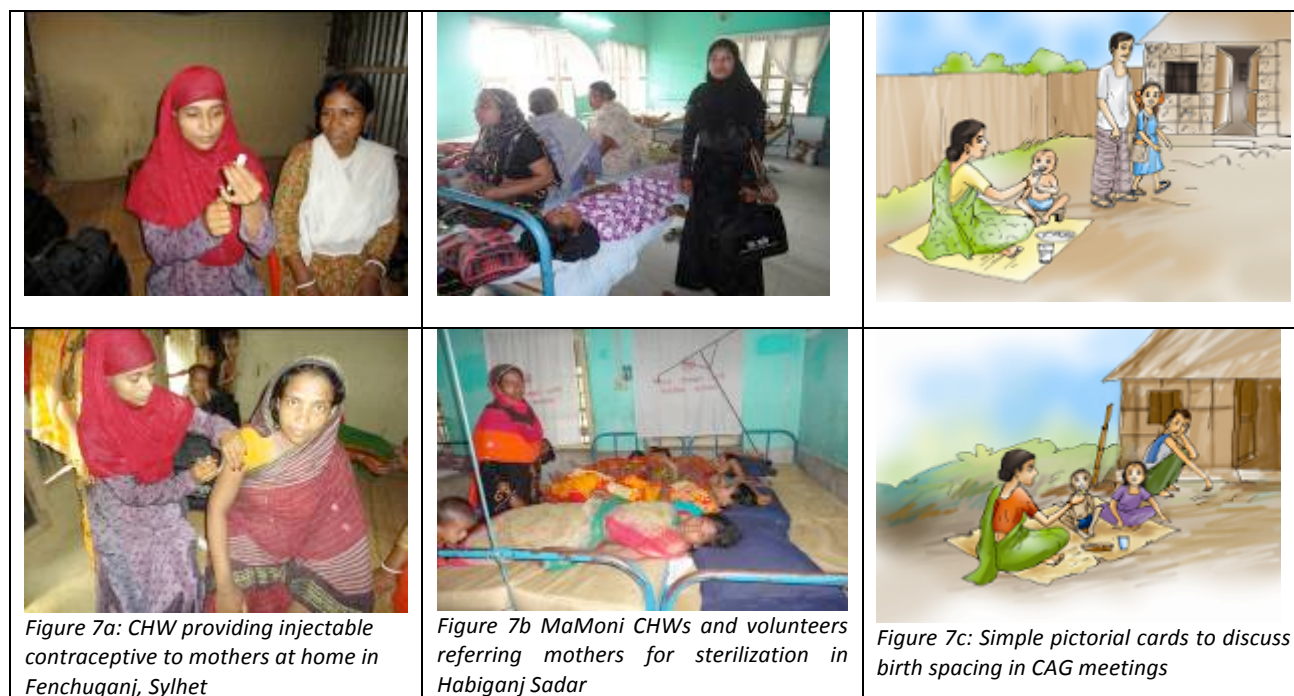 Figure 7a: CHW providing injectable
contraceptive to mothers at home in
Fenchuganj, Sylhet
Figure 7b MaMoni CHWs and volunteers
referring mothers for sterilization in
Habiganj Sadar
Figure 7c: Simple pictorial cards to discuss
birth spacing in CAG meetings